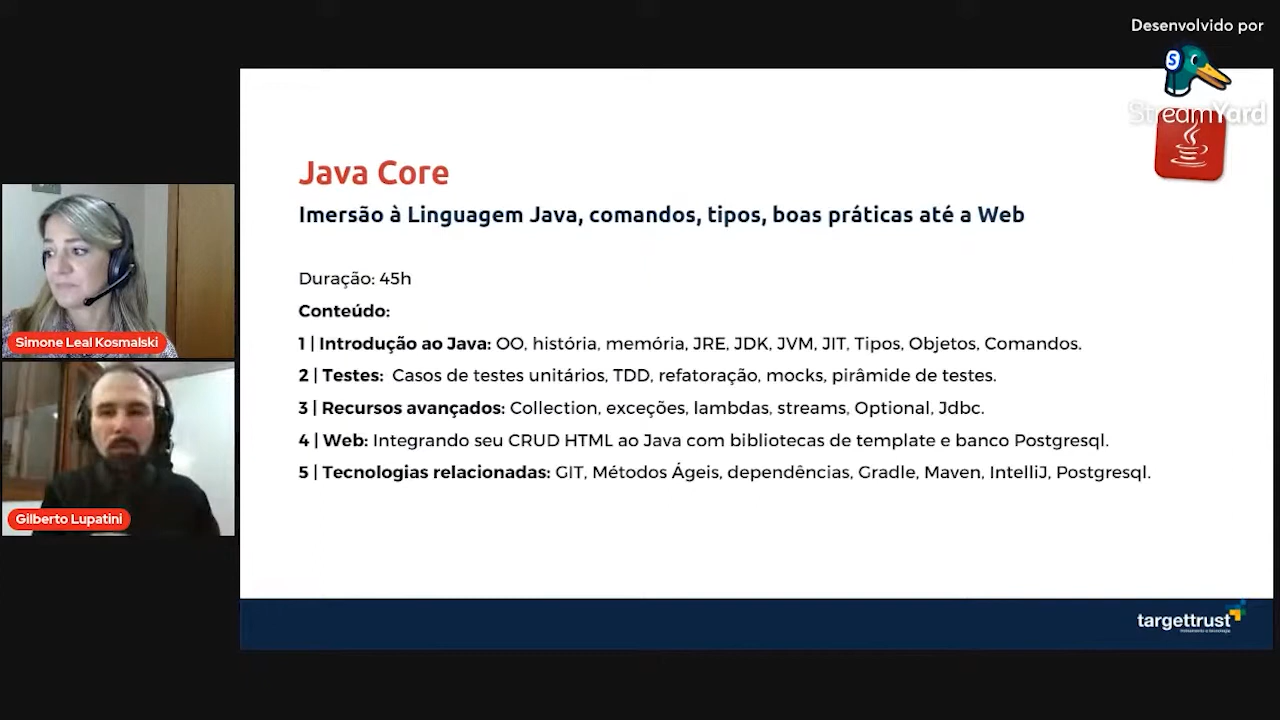 Desenvolvido por
StreamYard
Java Core
Imersão à Linguagem Java, comandos, tipos, boas práticas até a Web
Duração: 45h
Conteúdo:
1 | Introdução ao Java: OO, história, memória, JRE, JDK, JVM, JIT, Tipos, Objetos, Comandos.
2 | Testes: Casos de testes unitários, TDD, refatoração, mocks, pirâmide de testes.
3 | Recursos avançados: Collection, exceções, lambdas, streams, Optional, Jdbc.
4 | Web: Integrando seu CRUD HTML ao Java com bibliotecas de template e banco Postgresql.
5 | Tecnologias relacionadas: GIT, Métodos Ágeis, dependências, Gradle, Maven, IntelliJ, Postgresql.
Simone Leal Kosmalski
Gilberto Lupatini
targettrust